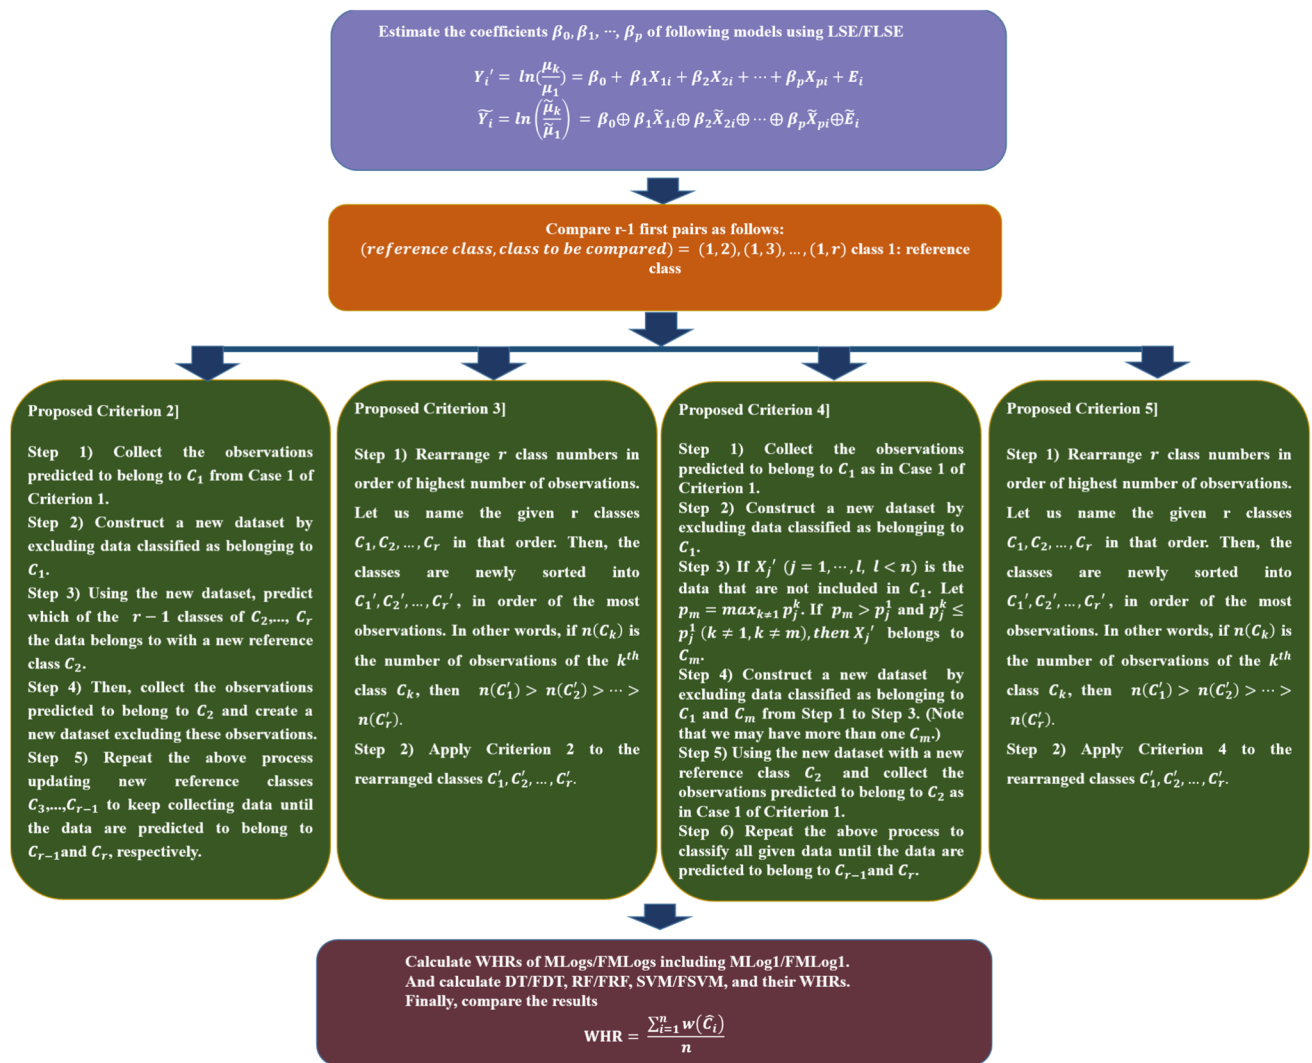 Estimate the coefficients β₀, β₁, ⋯, βₚ of following models using LSE/FLSE
Yᵢ′ = ln(μₖ/μ₁) = β₀ + β₁X₁ᵢ + β₂X₂ᵢ + ⋯ + βₚXₚᵢ + Eᵢ
Ỹᵢ = ln(μ̃ₖ/μ̃₁) = β₀⊕ β₁X̃₁ᵢ⊕ β₂X̃₂ᵢ⊕ ⋯ ⊕ βₚX̃ₚᵢ⊕Ẽᵢ
Compare r-1 first pairs as follows:
(reference class, class to be compared) = (1, 2), (1, 3), …, (1, r) class 1: reference
class
Proposed Criterion 2]
Step 1) Collect the observations
predicted to belong to C₁ from Case 1 of
Criterion 1.
Step 2) Construct a new dataset by
excluding data classified as belonging to
C₁.
Step 3) Using the new dataset, predict
which of the r − 1 classes of C₂,..., Cᵣ
the data belongs to with a new reference
class C₂.
Step 4) Then, collect the observations
predicted to belong to C₂ and create a
new dataset excluding these observations.
Step 5) Repeat the above process
updating new reference classes
C₃,...,Cᵣ₋₁ to keep collecting data until
the data are predicted to belong to
Cᵣ₋₁and Cᵣ, respectively.
Proposed Criterion 3]
Step 1) Rearrange r class numbers in
order of highest number of observations.
Let us name the given r classes
C₁, C₂, …, Cᵣ in that order. Then, the
classes are newly sorted into
C₁′, C₂′, …, Cᵣ′, in order of the most
observations. In other words, if n(Cₖ) is
the number of observations of the kᵗʰ
class Cₖ, then n(C₁′) > n(C₂′) > ⋯ >
n(Cᵣ′).
Step 2) Apply Criterion 2 to the
rearranged classes C₁′, C₂′, …, Cᵣ′.
Proposed Criterion 4]
Step 1) Collect the observations
predicted to belong to C₁ as in Case 1 of
Criterion 1.
Step 2) Construct a new dataset by
excluding data classified as belonging to
C₁.
Step 3) If Xⱼ′ (j = 1, ⋯, l, l < n) is the
data that are not included in C₁. Let
pₘ = maxₖ≠₁ pⱼᵏ. If pₘ > pⱼ¹ and pⱼᵏ ≤
pⱼ¹ (k ≠ 1, k ≠ m), then Xⱼ′ belongs to
Cₘ.
Step 4) Construct a new dataset by
excluding data classified as belonging to
C₁ and Cₘ from Step 1 to Step 3. (Note
that we may have more than one Cₘ.)
Step 5) Using the new dataset with a new
reference class C₂ and collect the
observations predicted to belong to C₂ as
in Case 1 of Criterion 1.
Step 6) Repeat the above process to
classify all given data until the data are
predicted to belong to Cᵣ₋₁and Cᵣ.
Proposed Criterion 5]
Step 1) Rearrange r class numbers in
order of highest number of observations.
Let us name the given r classes
C₁, C₂, …, Cᵣ in that order. Then, the
classes are newly sorted into
C₁′, C₂′, …, Cᵣ′, in order of the most
observations. In other words, if n(Cₖ) is
the number of observations of the kᵗʰ
class Cₖ, then n(C₁′) > n(C₂′) > ⋯ >
n(Cᵣ′).
Step 2) Apply Criterion 4 to the
rearranged classes C₁′, C₂′, …, Cᵣ′.
Calculate WHRs of MLogs/FMLogs including MLog1/FMLog1.
And calculate DT/FDT, RF/FRF, SVM/FSVM, and their WHRs.
Finally, compare the results
WHR = ∑ᵢ₌₁ⁿ w(Ĉᵢ) / n